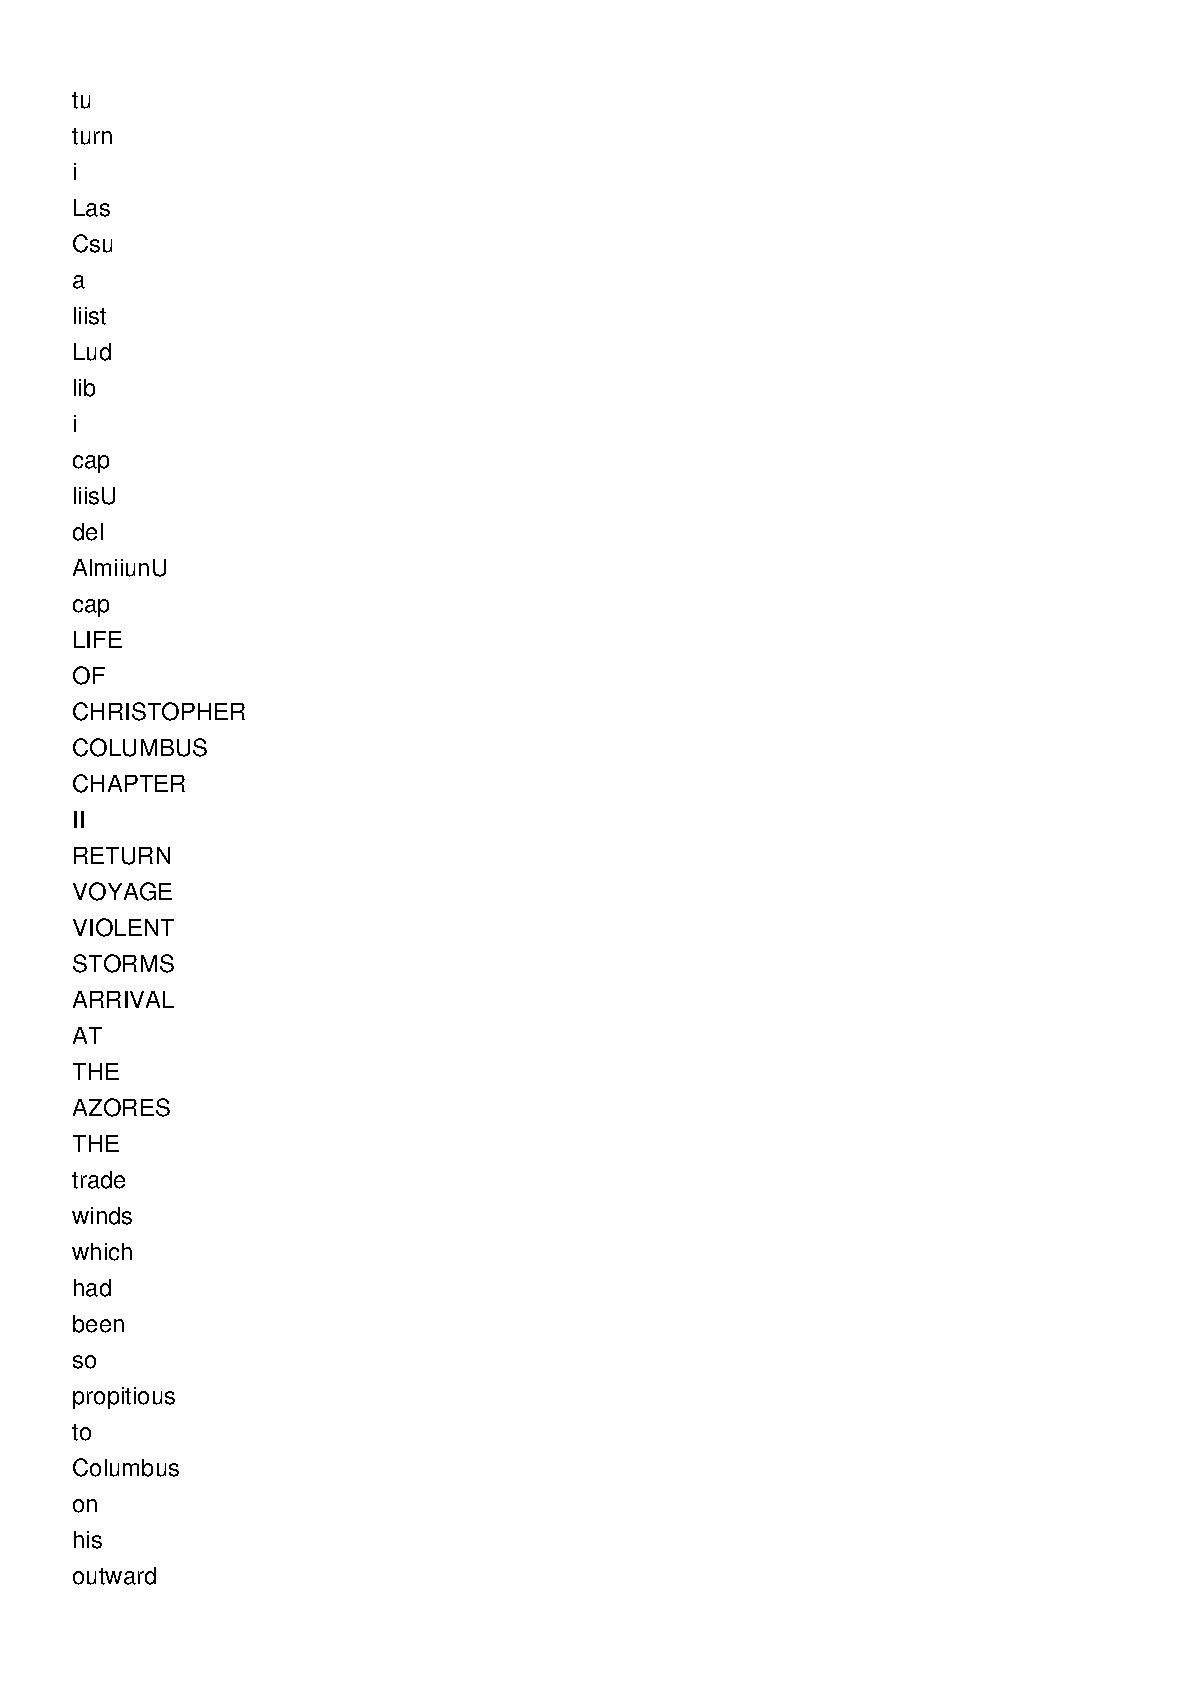 tu
turn
i
Las
Csu
a
liist
Lud
lib
i
cap
liisU
del
AlmiiunU
cap
LIFE
OF
CHRISTOPHER
COLUMBUS
CHAPTER
II
RETURN
VOYAGE
VIOLENT
STORMS
ARRIVAL
AT
THE
AZORES
THE
trade
winds
which
had
been
so
propitious
to
Columbus
on
his
outward